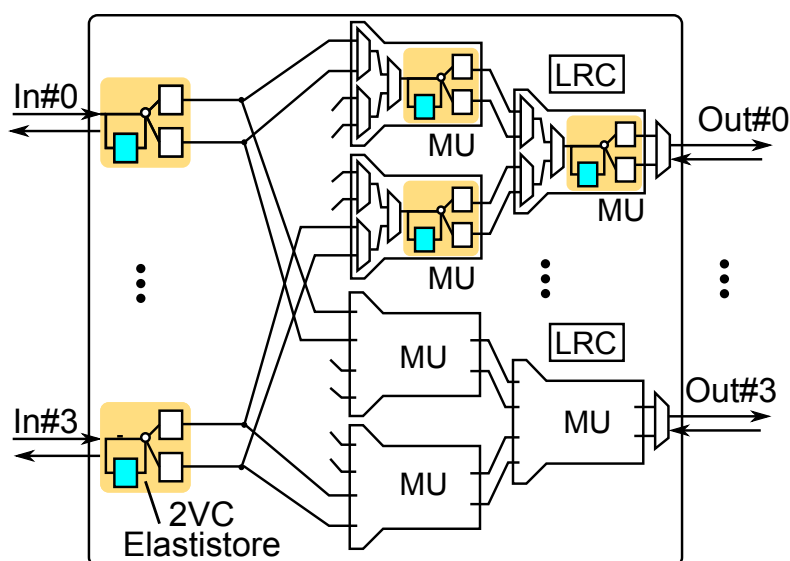 LRC
In#0
Out#0
MU
MU
MU
LRC
MU
In#3
Out#3
MU
MU
2VC
Elastistore